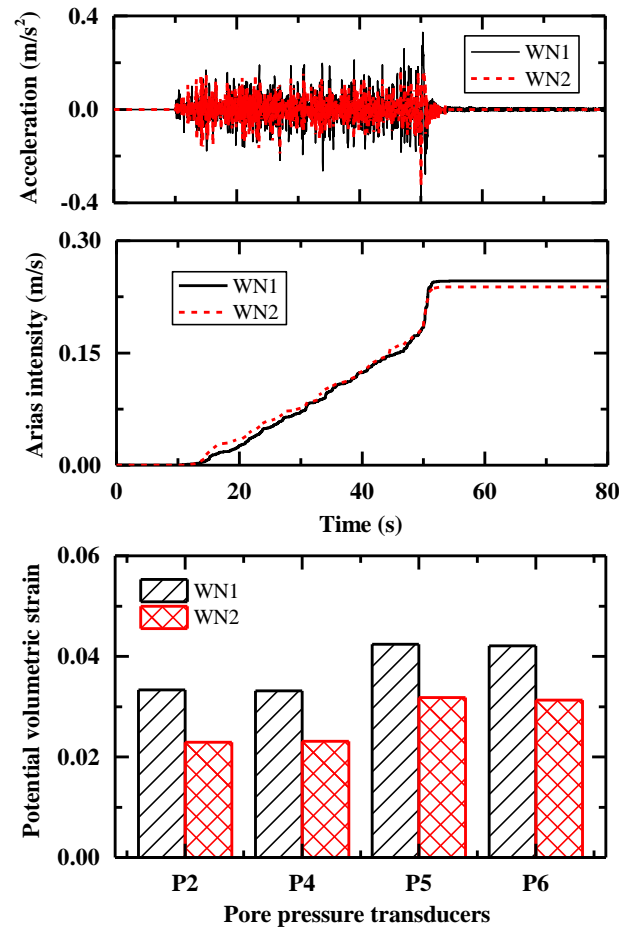 Acceleration (m/s²)
0.4
0.0
-0.4
WN1
WN2
Arias intensity (m/s)
0.30
0.15
0.00
WN1
WN2
0 20 40 60 80
Time (s)
Potential volumetric strain
0.06
0.04
0.02
0.00
WN1
WN2
P2 P4 P5 P6
Pore pressure transducers